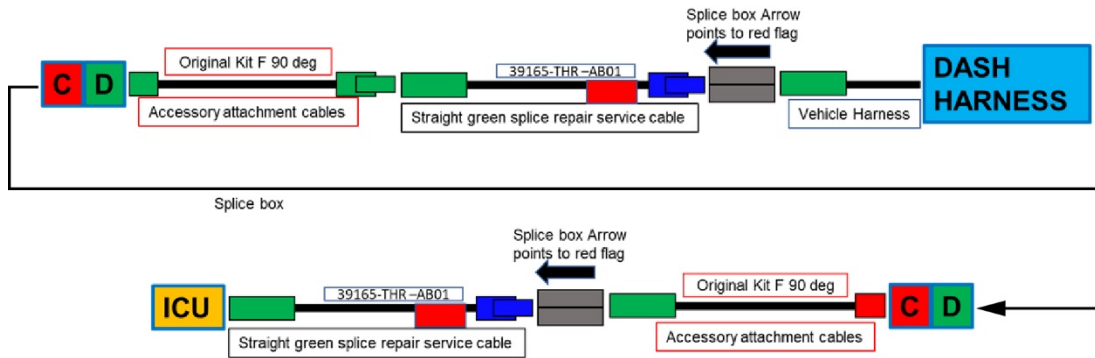 Splice box Arrow
points to red flag
C D
Original Kit F 90 deg
39165-THR–AB01
DASH
HARNESS
Accessory attachment cables
Straight green splice repair service cable
Vehicle Harness
Splice box
Splice box Arrow
points to red flag
ICU
39165-THR–AB01
Original Kit F 90 deg
C D
Straight green splice repair service cable
Accessory attachment cables